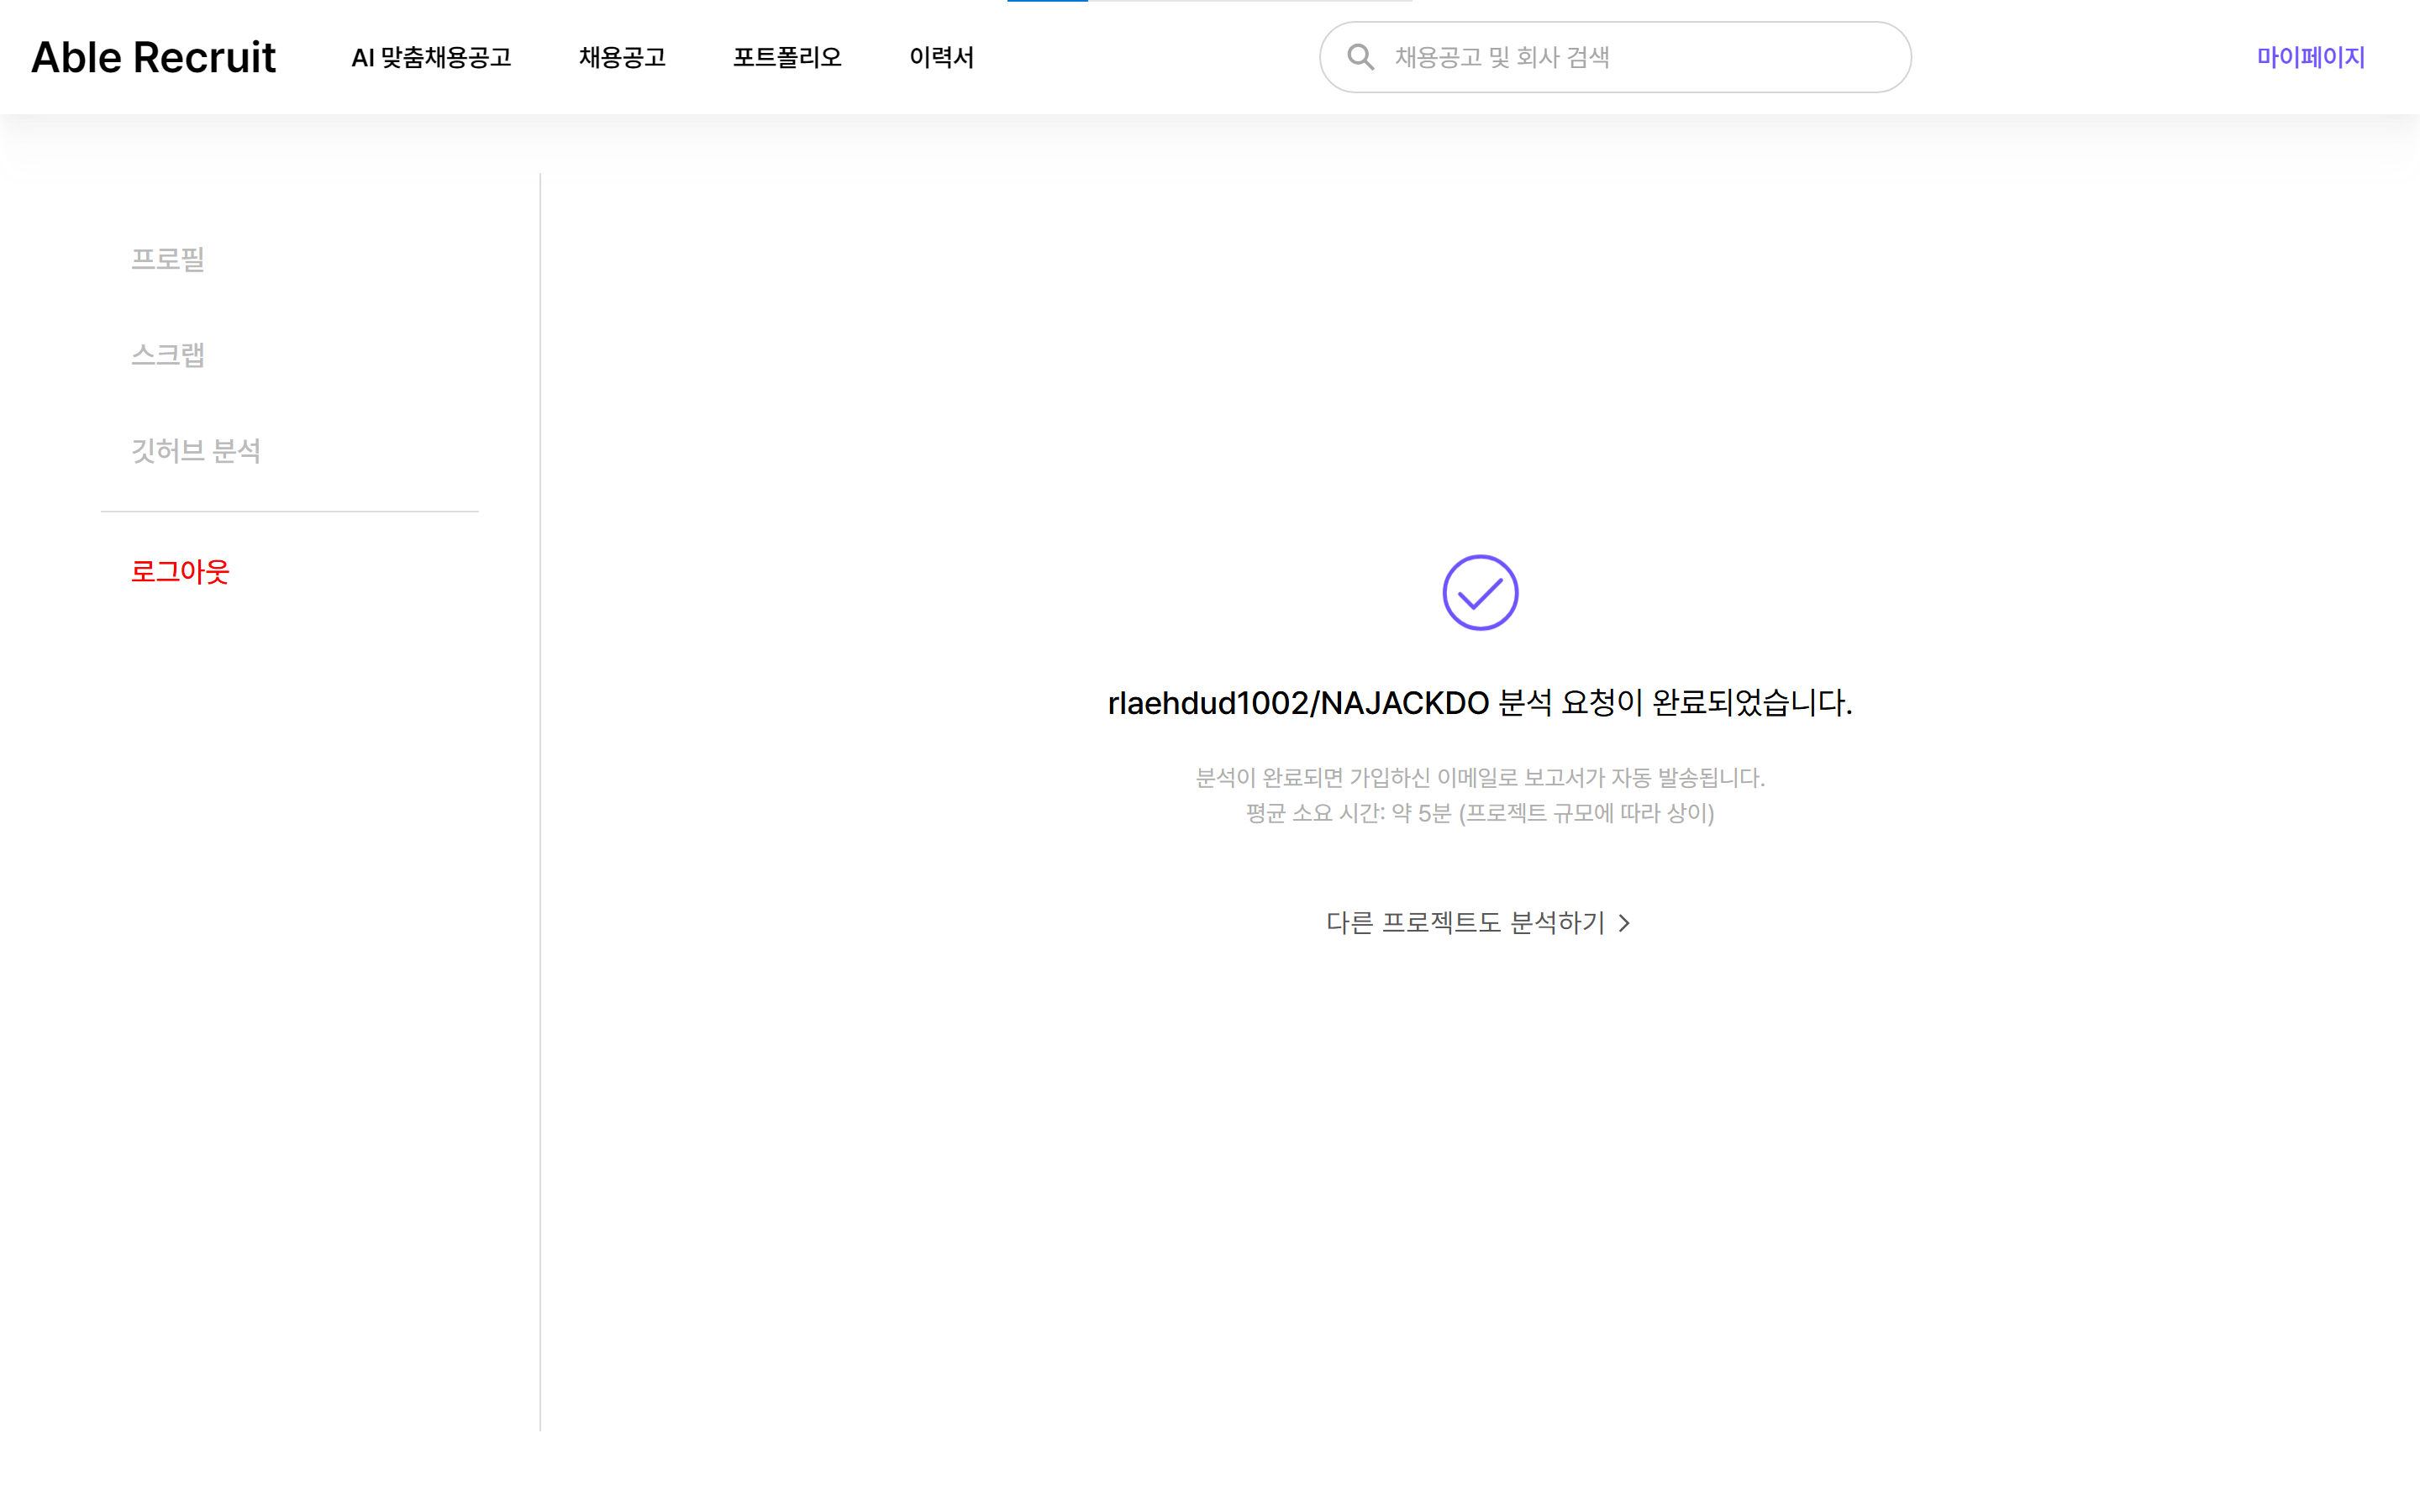 Able Recruit
AI 맞춤채용공고
채용공고
포트폴리오
이력서
채용공고 및 회사 검색
마이페이지
프로필
스크랩
깃허브 분석
로그아웃
rlaehdud1002/NAJACKDO 분석 요청이 완료되었습니다.
분석이 완료되면 가입하신 이메일로 보고서가 자동 발송됩니다.
평균 소요 시간: 약 5분 (프로젝트 규모에 따라 상이)
다른 프로젝트도 분석하기